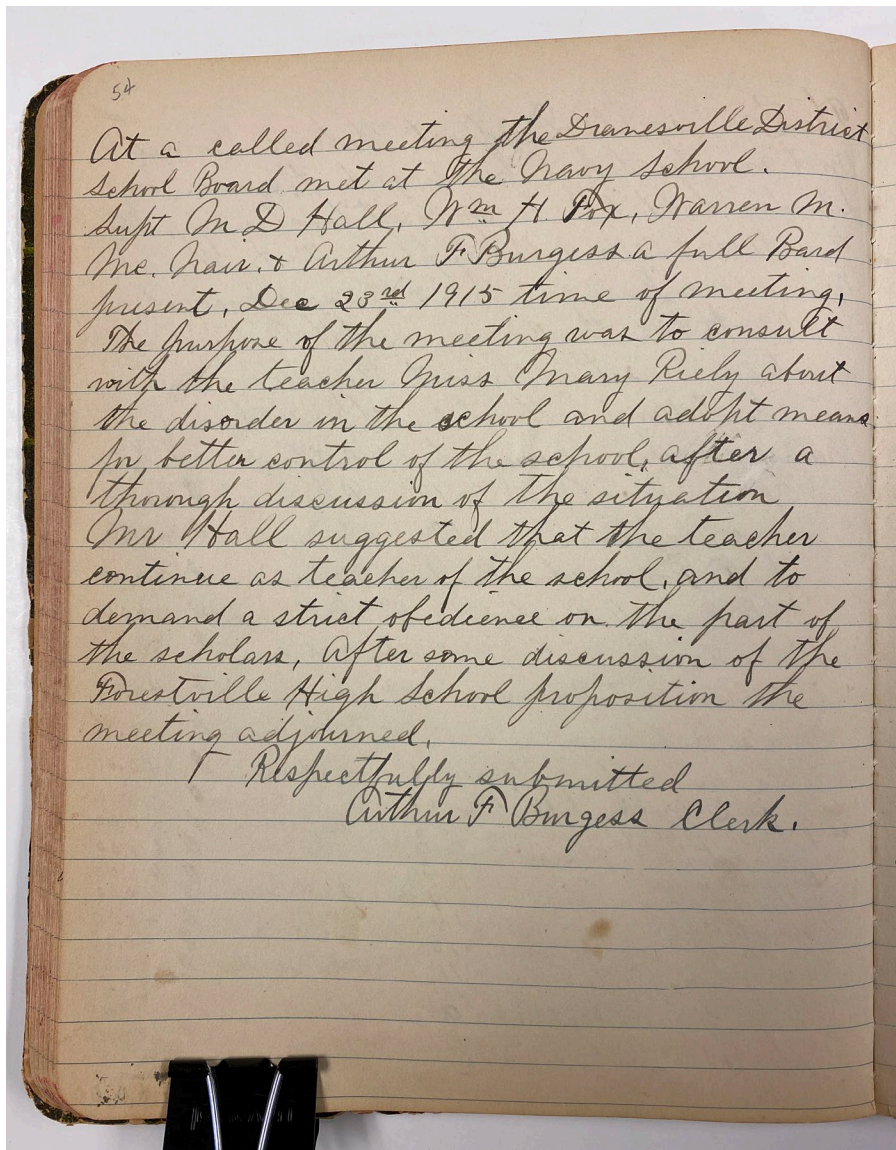 54
At a called meeting the Dranesville District
School Board met at the Navy School.
Supt M D Hall, Wm H. Fox, Warren M.
Mc. Nair. & Arthur F Burgess a full Bard
present, Dec 23rd 1915 time of meeting.
The purpose of the meeting was to consult
with the teacher Miss Mary Riely about
the disorder in the school and adopt means
for better control of the school, after a
thorough discussion of the situation
Mr Hall suggested that the teacher
continue as teacher of the school, and to
demand a strict obedience on the part of
the scholars, After some discussion of the
Forestville High School proposition the
meeting adjourned.
Respectfully submitted
Arthur F Burgess Clerk.